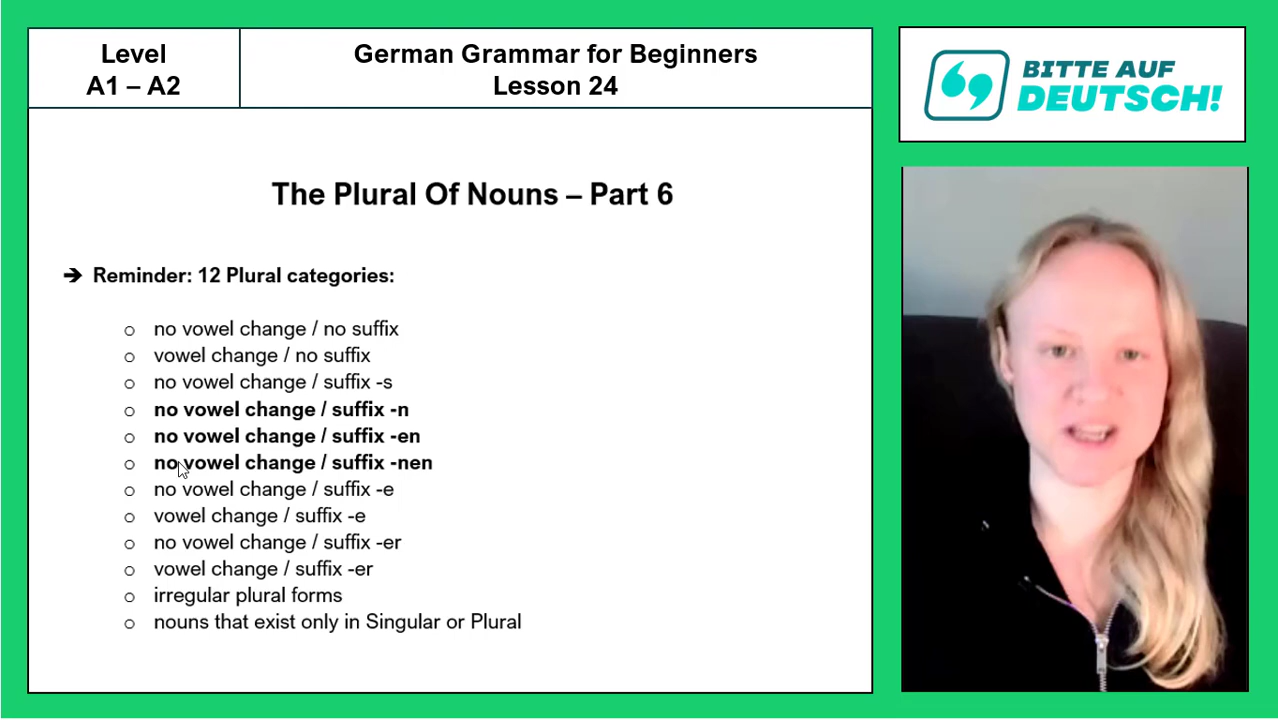 Level
A1 – A2
German Grammar for Beginners
Lesson 24
BITTE AUF
DEUTSCH!
The Plural Of Nouns – Part 6
➔ Reminder: 12 Plural categories:
o no vowel change / no suffix
o vowel change / no suffix
o no vowel change / suffix -s
o no vowel change / suffix -n
o no vowel change / suffix -en
o no vowel change / suffix -nen
o no vowel change / suffix -e
o vowel change / suffix -e
o no vowel change / suffix -er
o vowel change / suffix -er
o irregular plural forms
o nouns that exist only in Singular or Plural